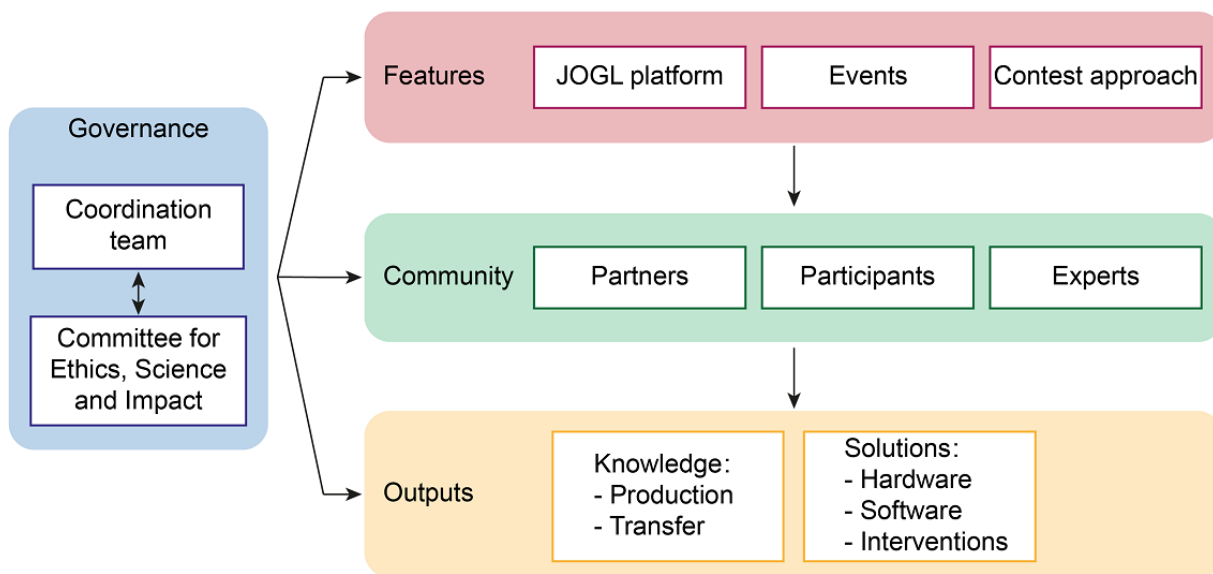 Governance
Coordination
team
Committee for
Ethics, Science
and Impact
Features
JOGL platform
Events
Contest approach
Community
Partners
Participants
Experts
Outputs
Knowledge:
- Production
- Transfer
Solutions:
- Hardware
- Software
- Interventions